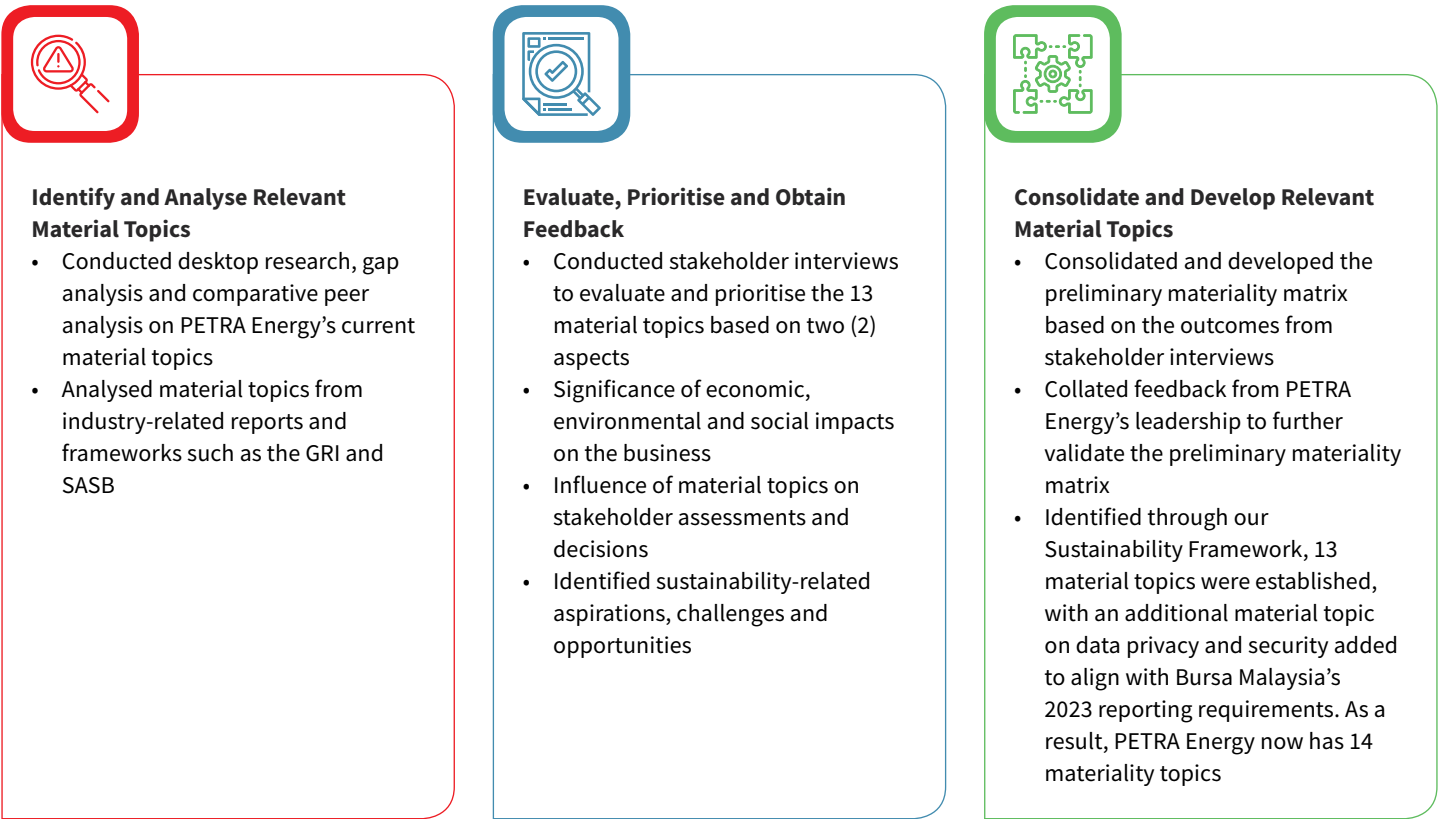 Identify and Analyse Relevant
Material Topics
• Conducted desktop research, gap
analysis and comparative peer
analysis on PETRA Energy’s current
material topics
• Analysed material topics from
industry-related reports and
frameworks such as the GRI and
SASB
Evaluate, Prioritise and Obtain
Feedback
• Conducted stakeholder interviews
to evaluate and prioritise the 13
material topics based on two (2)
aspects
• Significance of economic,
environmental and social impacts
on the business
• Influence of material topics on
stakeholder assessments and
decisions
• Identified sustainability-related
aspirations, challenges and
opportunities
Consolidate and Develop Relevant
Material Topics
• Consolidated and developed the
preliminary materiality matrix
based on the outcomes from
stakeholder interviews
• Collated feedback from PETRA
Energy’s leadership to further
validate the preliminary materiality
matrix
• Identified through our
Sustainability Framework, 13
material topics were established,
with an additional material topic
on data privacy and security added
to align with Bursa Malaysia’s
2023 reporting requirements. As a
result, PETRA Energy now has 14
materiality topics